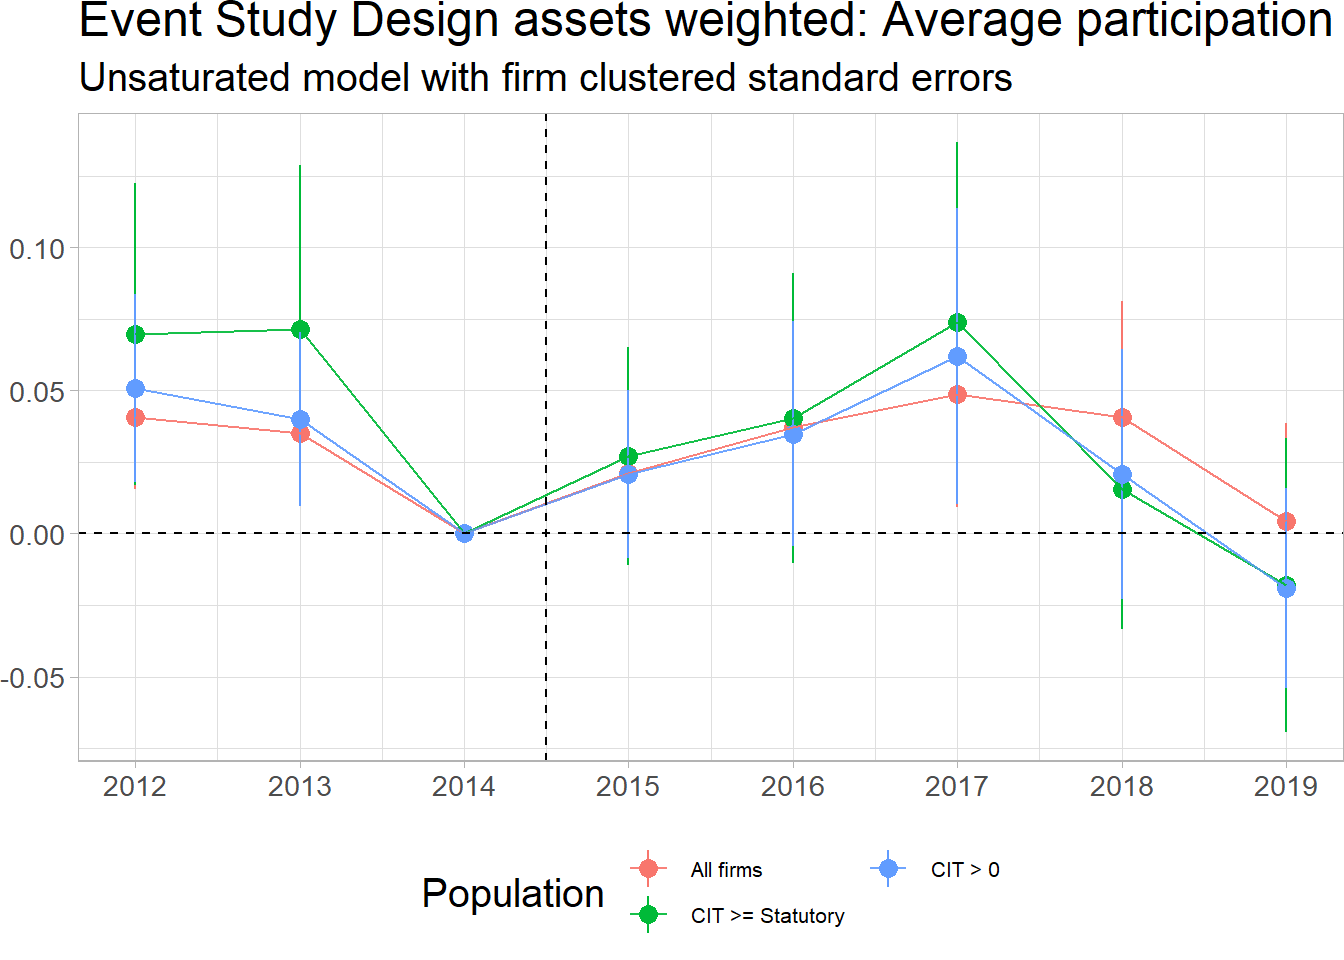 Event Study Design assets weighted: Average participation
Unsaturated model with firm clustered standard errors
0.10
0.05
0.00
-0.05
2012 2013 2014 2015 2016 2017 2018 2019
Population
All firms
CIT >= Statutory
CIT > 0